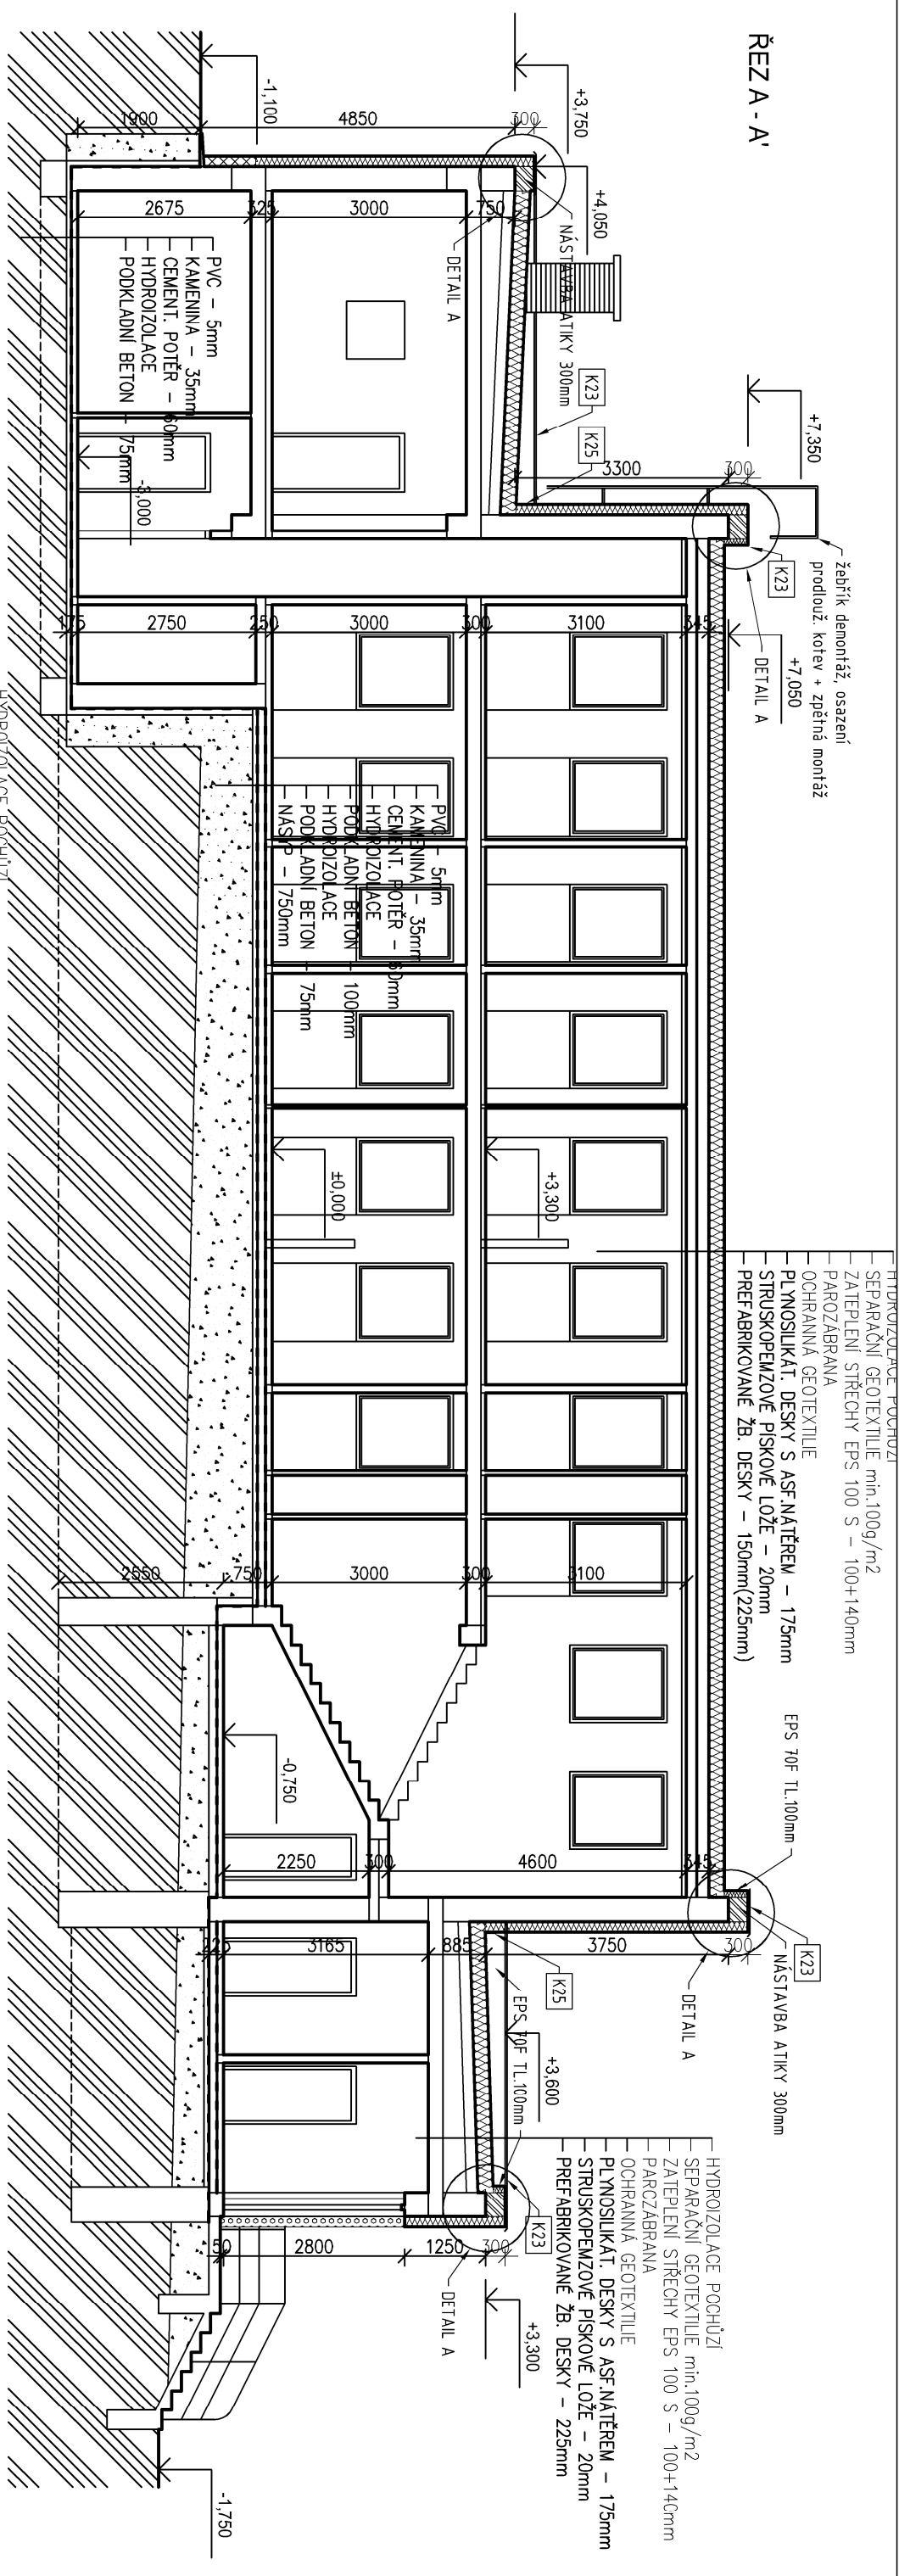 ŘEZ A - A'
+3,750
+4,050
+7,350
+7,050
-1,100
1900
4850
300
2675
325
3000
750
DETAIL A
NÁSTAVBA ATIKY 300mm
K23
K25
3300
300
K23
žebřík demontáž, osazení
prodlouž. kotev + zpětná montáž
DETAIL A
PVC - 5mm
KAMENINA - 35mm
CEMENT. POTĚR - 60mm
HYDROIZOLACE
PODKLADNÍ BETON - 75mm
-3,000
175
2750
250
3000
300
3100
345
PVC - 5mm
KAMENINA - 35mm
CEMENT. POTĚR - 60mm
HYDROIZOLACE
PODKLADNÍ BETON - 100mm
HYDROIZOLACE
PODKLADNÍ BETON - 75mm
NÁSYP - 750mm
HYDROIZOLACE POCHŮZÍ
±0,000
+3,300
HYDROIZOLACE POCHŮZÍ
SEPARAČNÍ GEOTEXTILIE min.100g/m2
ZATEPLENÍ STŘECHY EPS 100 S - 100+140mm
PAROZÁBRANA
OCHRANNÁ GEOTEXTILIE
PLYNOSILIKÁT. DESKY S ASF.NÁTĚREM - 175mm
STRUSKOPEMZOVÉ PÍSKOVÉ LOŽE - 20mm
PREFABRIKOVANÉ ŽB. DESKY - 150mm(225mm)
2550
750
3000
300
3100
-0,750
EPS 70F TL.100mm
2250
300
4600
345
K23
NÁSTAVBA ATIKY 300mm
DETAIL A
225
3165
885
3750
300
K25
EPS 70F TL.100mm
+3,600
HYDROIZOLACE POCHŮZÍ
SEPARAČNÍ GEOTEXTILIE min.100g/m2
ZATEPLENÍ STŘECHY EPS 100 S - 100+140mm
PAROZÁBRANA
OCHRANNÁ GEOTEXTILIE
PLYNOSILIKÁT. DESKY S ASF.NÁTĚREM - 175mm
STRUSKOPEMZOVÉ PÍSKOVÉ LOŽE - 20mm
PREFABRIKOVANÉ ŽB. DESKY - 225mm
K23
50
2800
1250
300
DETAIL A
+3,300
-1,750